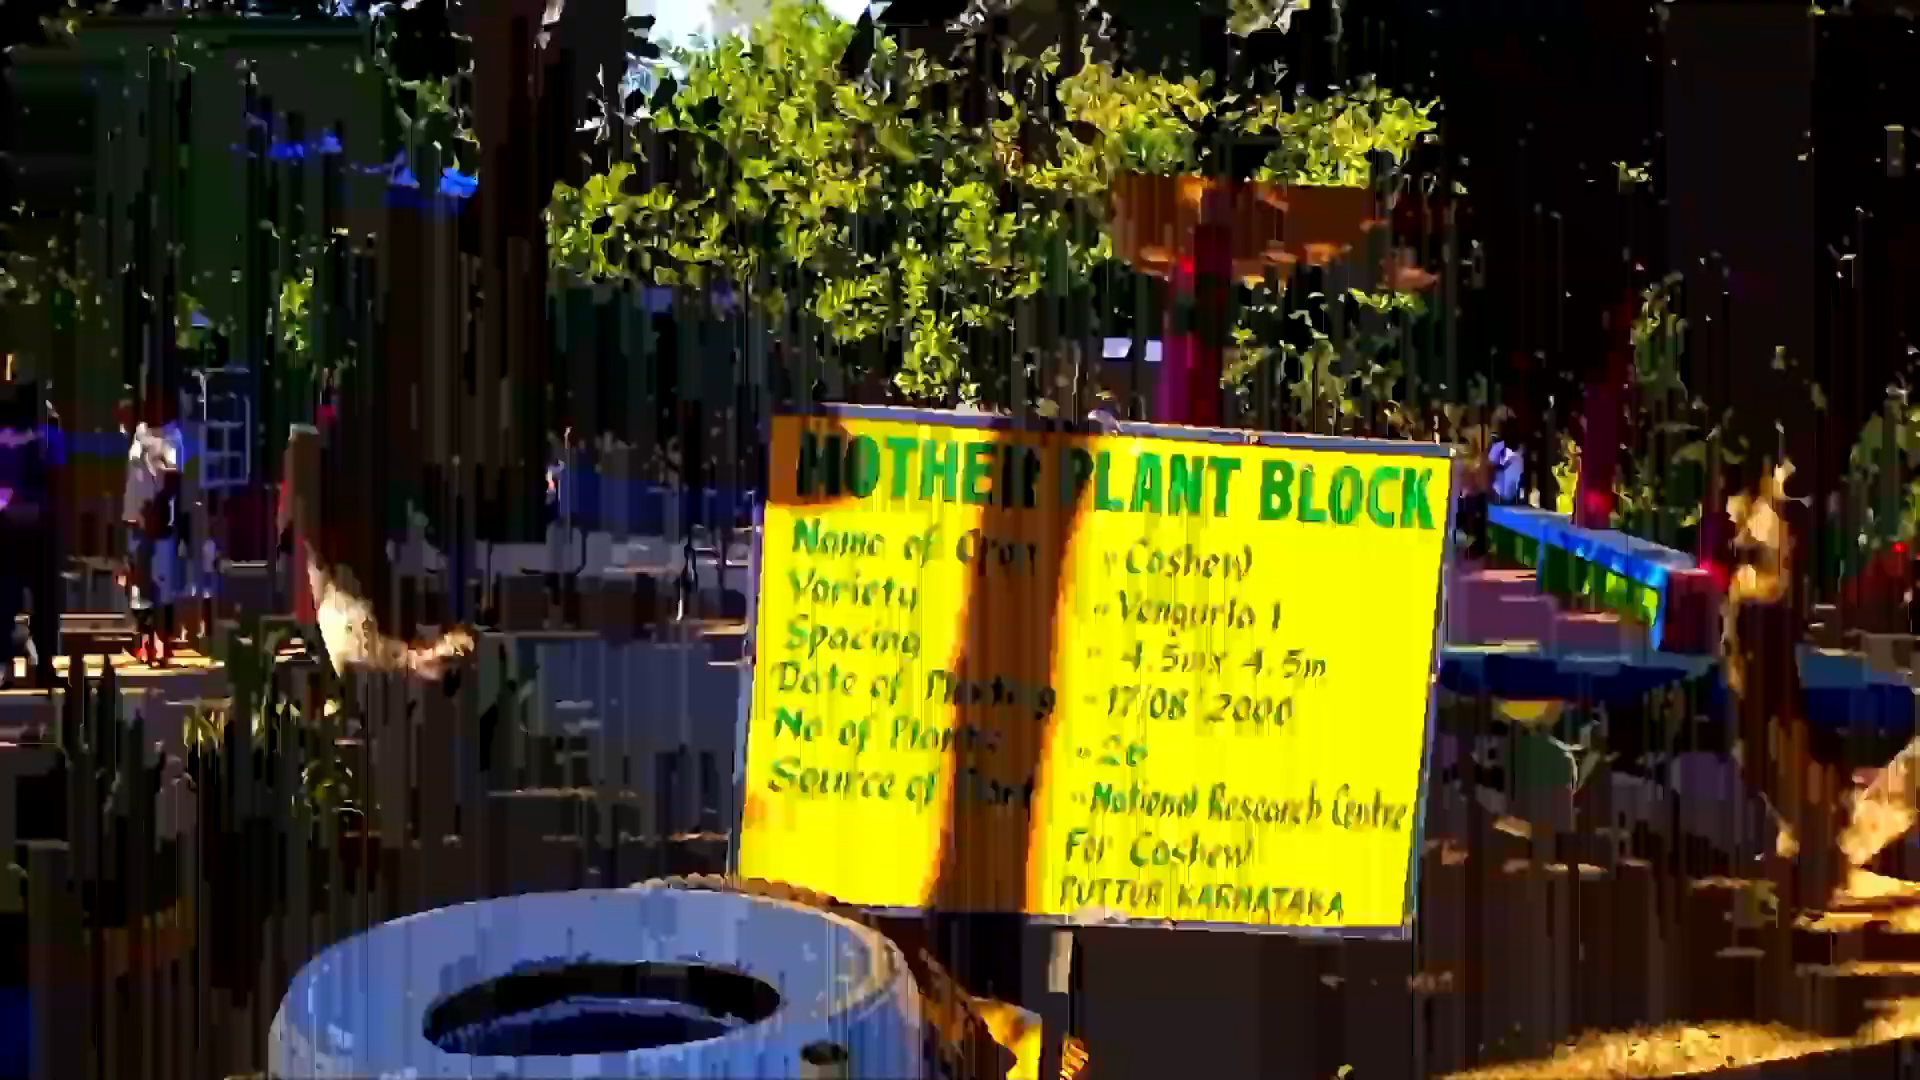 MOTHER PLANT BLOCK
Name of Crop - Cashew
Variety - Vengurla 1
Spacing - 4.5m x 4.5m
Date of Planting - 17/08/2000
No of Plants - 26
Source of - National Research Centre
For Cashew
PUTTUR KARNATAKA